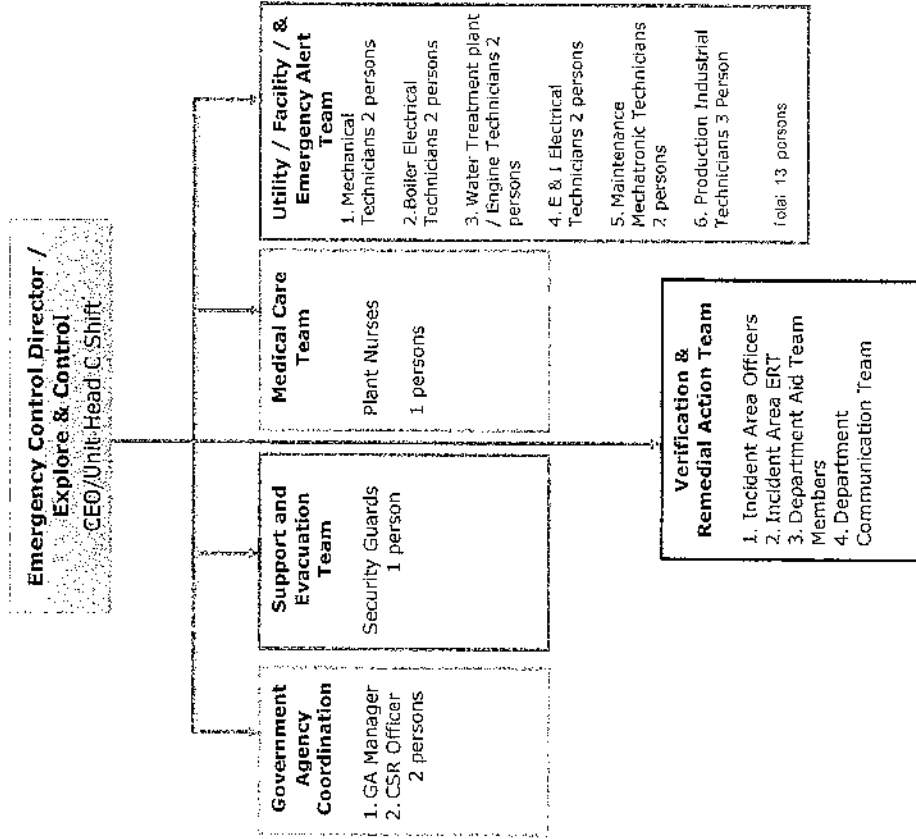 Emergency Control Director /
Explore & Control
CEO/Unit Head C Shift
Government
Agency
Coordination
1. GA Manager
2. CSR Officer
2 persons
Support and
Evacuation
Team
Security Guards
1 person
Medical Care
Team
Plant Nurses
1 persons
Utility / Facility / &
Emergency Alert
Team
1. Mechanical
Technicians 2 persons
2.Boiler Electrical
Technicians 2 persons
3. Water Treatment plant
/ Engine Technicians 2
persons
4. E & I Electrical
Technicians 2 persons
5. Maintenance
Mechatronic Technicians
2 persons
6. Production Industrial
Technicians 3 Person
Total 13 porsons
Verification &
Remedial Action Team
1. Incident Area Officers
2. Incident Area ERT
3. Department Aid Team
Members
4. Department
Communication Team